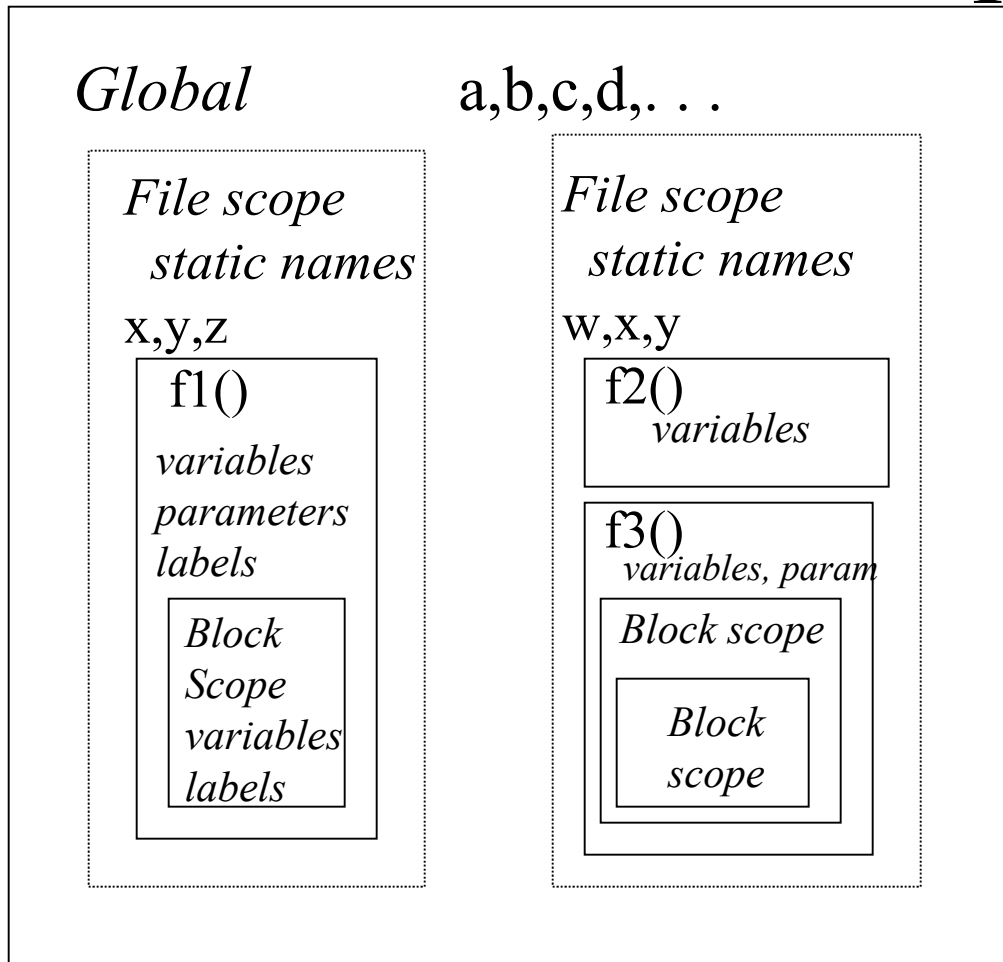 Global a,b,c,d,. . .
File scope
static names
x,y,z
f1()
variables
parameters
labels
Block
Scope
variables
labels
File scope
static names
w,x,y
f2()
variables
f3()
variables, param
Block scope
Block
scope